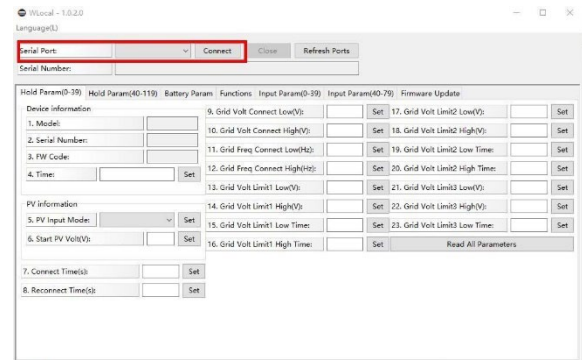 WLocal - 1.0.2.0
Language(L)
Serial Port: Connect Close Refresh Ports
Serial Number:
Hold Param(0-39) Hold Param(40-119) Battery Param Functions Input Param(0-39) Input Param(40-79) Firmware Update
Device information
1. Model:
2. Serial Number:
3. FW Code:
4. Time: Set
PV information
5. PV Input Mode: Set
6. Start PV Volt(V): Set
7. Connect Time(s): Set
8. Reconnect Time(s): Set
9. Grid Volt Connect Low(V): Set
10. Grid Volt Connect High(V): Set
11. Grid Freq Connect Low(Hz): Set
12. Grid Freq Connect High(Hz): Set
13. Grid Volt Limit1 Low(V): Set
14. Grid Volt Limit1 High(V): Set
15. Grid Volt Limit1 Low Time: Set
16. Grid Volt Limit1 High Time: Set
17. Grid Volt Limit2 Low(V): Set
18. Grid Volt Limit2 High(V): Set
19. Grid Volt Limit2 Low Time: Set
20. Grid Volt Limit2 High Time: Set
21. Grid Volt Limit3 Low(V): Set
22. Grid Volt Limit3 High(V): Set
23. Grid Volt Limit3 Low Time: Set
Read All Parameters